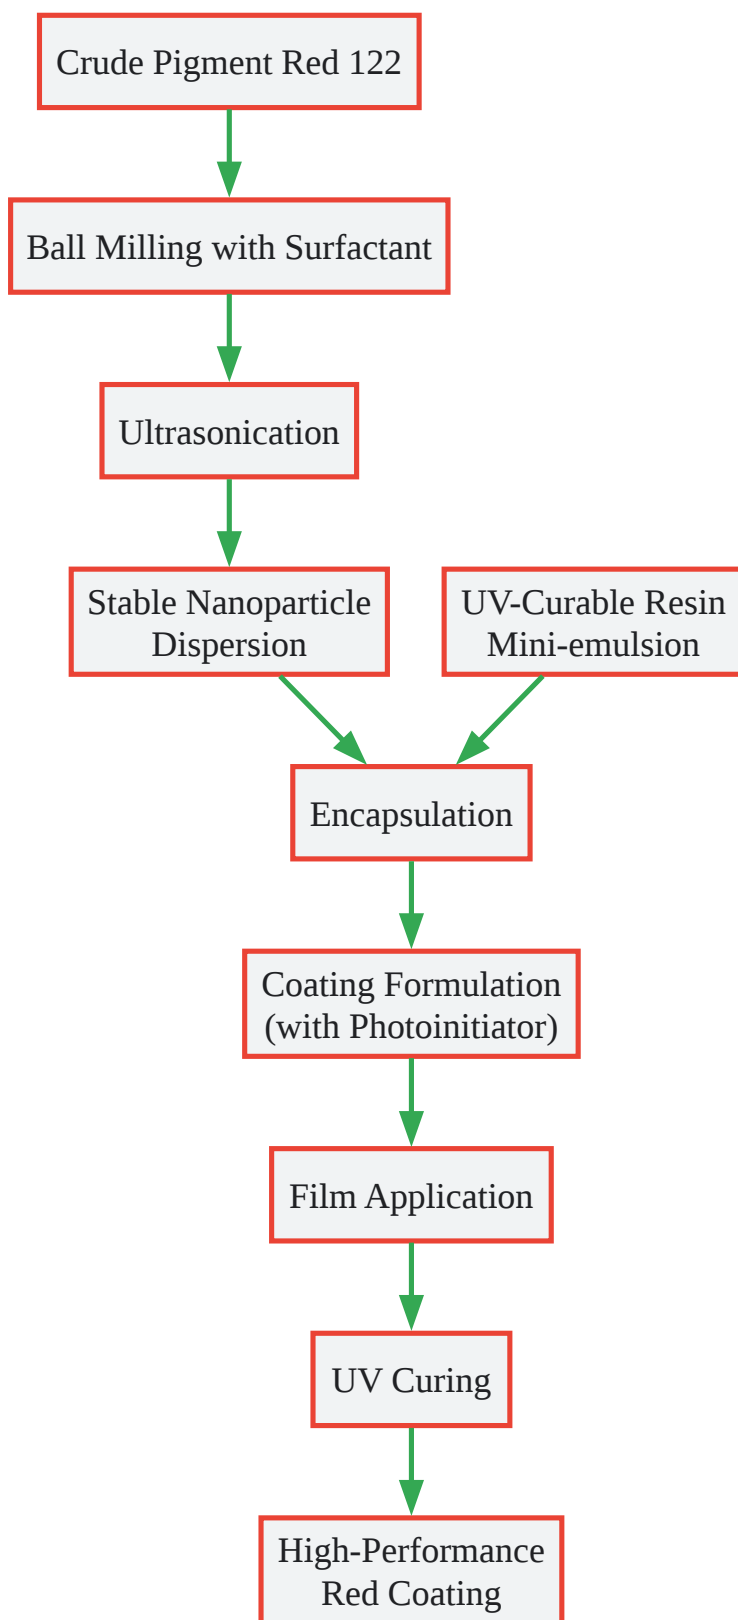 Crude Pigment Red 122
Ball Milling with Surfactant
Ultrasonication
Stable Nanoparticle
Dispersion
UV-Curable Resin
Mini-emulsion
Encapsulation
Coating Formulation
(with Photoinitiator)
Film Application
UV Curing
High-Performance
Red Coating